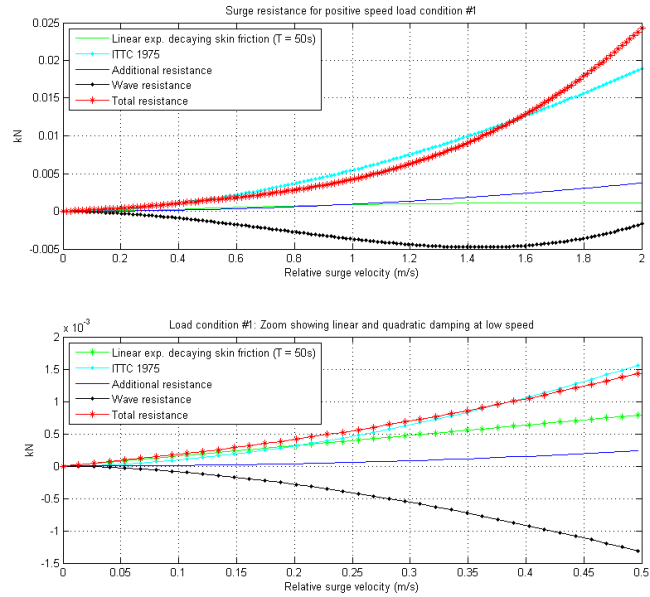 Surge resistance for positive speed load condition #1
0.025
0.02
0.015
0.01
0.005
0
-0.005
kN
Linear exp. decaying skin friction (T = 50s)
ITTC 1975
Additional resistance
Wave resistance
Total resistance
0 0.2 0.4 0.6 0.8 1 1.2 1.4 1.6 1.8 2
Relative surge velocity (m/s)
Load condition #1: Zoom showing linear and quadratic damping at low speed
x 10-3
2
1.5
1
0.5
0
-0.5
-1
-1.5
kN
Linear exp. decaying skin friction (T = 50s)
ITTC 1975
Additional resistance
Wave resistance
Total resistance
0 0.05 0.1 0.15 0.2 0.25 0.3 0.35 0.4 0.45 0.5
Relative surge velocity (m/s)